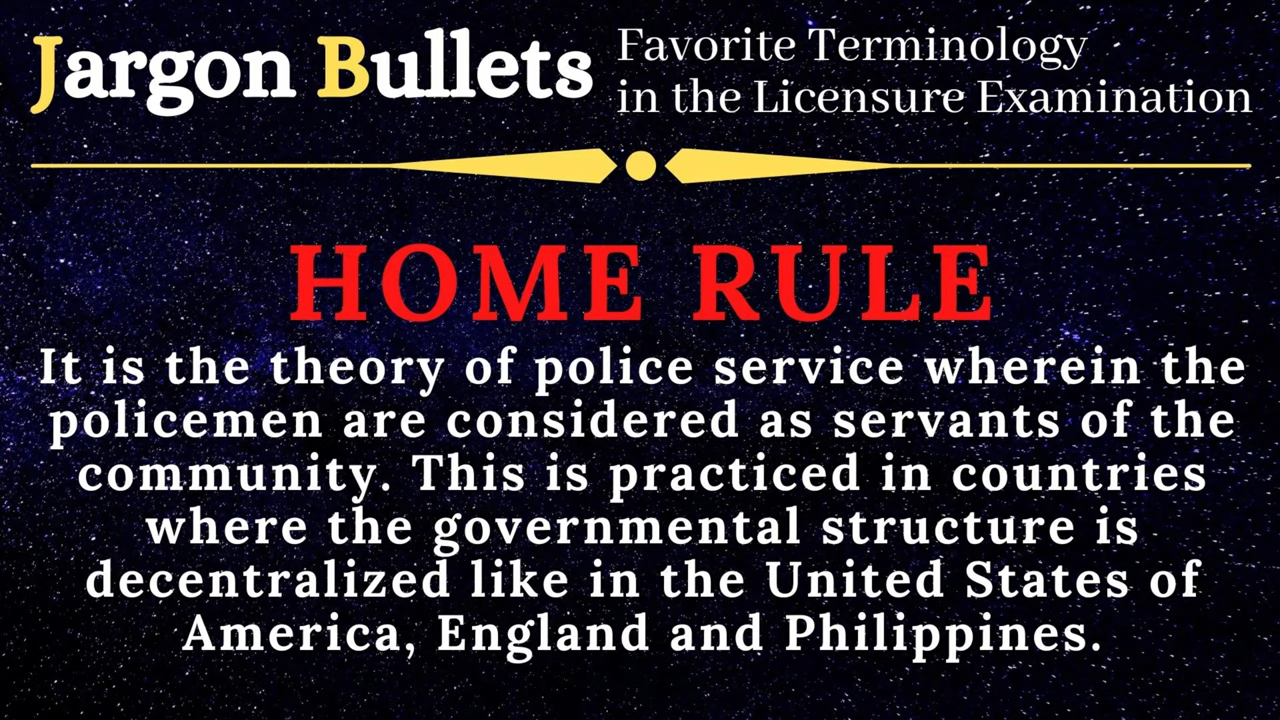 Jargon Bullets
Favorite Terminology
in the Licensure Examination
HOME RULE
It is the theory of police service wherein the
policemen are considered as servants of the
community. This is practiced in countries
where the governmental structure is
decentralized like in the United States of
America, England and Philippines.